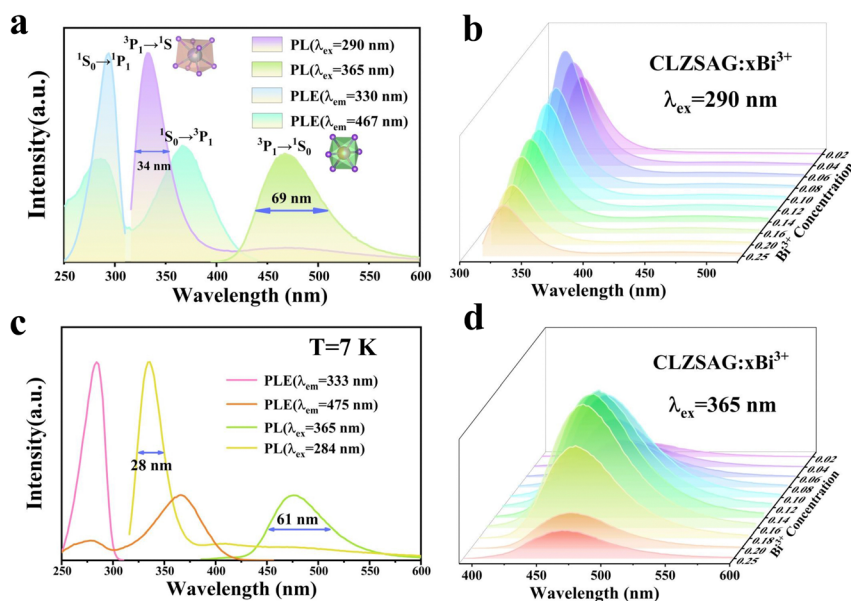 a
³P₁→¹S
¹S₀→¹P₁
¹S₀→³P₁
³P₁→¹S₀
34 nm
69 nm
PL(λex=290 nm)
PL(λex=365 nm)
PLE(λem=330 nm)
PLE(λem=467 nm)
Intensity(a.u.)
250 300 350 400 450 500 550 600
Wavelength (nm)
b
CLZSAG:xBi³⁺
λex=290 nm
0.02
0.04
0.06
0.08
0.10
0.12
0.14
0.16
0.20
0.25
Bi³⁺ Concentration
300 350 400 450 500
Wavelength (nm)
c
T=7 K
PLE(λem=333 nm)
PLE(λem=475 nm)
PL(λex=365 nm)
PL(λex=284 nm)
28 nm
61 nm
Intensity(a.u.)
250 300 350 400 450 500 550 600
Wavelength (nm)
d
CLZSAG:xBi³⁺
λex=365 nm
0.02
0.04
0.06
0.08
0.10
0.12
0.14
0.16
0.18
0.20
0.25
Bi³⁺ Concentration
400 450 500 550 600
Wavelength (nm)